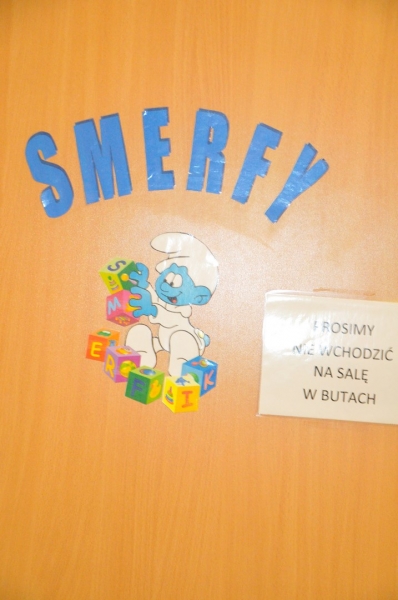 SMERFY
S
M
E R F I K
PROSIMY
NIE WCHODZIĆ
NA SALĘ
W BUTACH